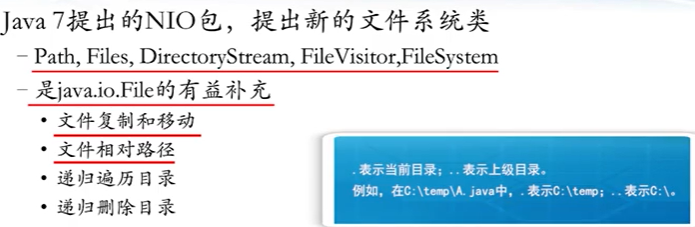 Java 7提出的NIO包，提出新的文件系统类
– Path, Files, DirectoryStream, FileVisitor,FileSystem
– 是java.io.File的有益补充
• 文件复制和移动
• 文件相对路径
• 递归遍历目录
• 递归删除目录
.表示当前目录；..表示上级目录。
例如，在C:\temp\A.java中，.表示C:\temp；..表示C:\。